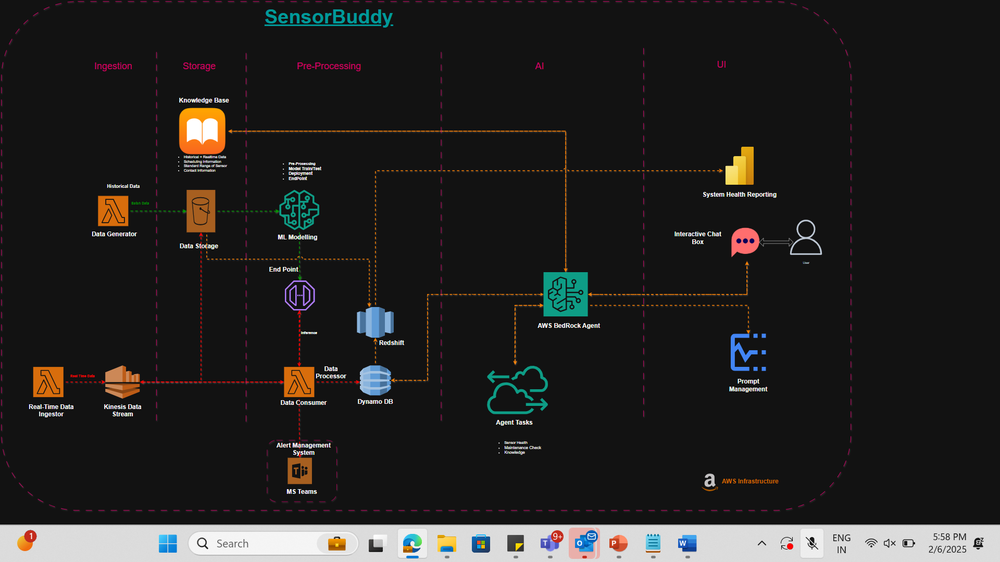 SensorBuddy
Ingestion
Storage
Pre-Processing
AI
UI
Knowledge Base
Historical + Realtime Data
Scheduling Information
Standard Range of Sensor
Contact Information
Pre-Processing
Model Train/Test
Deployment
EndPoint
Historical Data
Batch Data
Data Generator
Data Storage
ML Modelling
System Health Reporting
Interactive Chat
Box
User
End Point
Inference
Redshift
AWS BedRock Agent
Real Time Data
Real-Time Data
Ingestor
Kinesis Data
Stream
Data
Processor
Data Consumer
Dynamo DB
Prompt
Management
Agent Tasks
Sensor Health
Maintenance Check
Knowledge
Alert Management
System
MS Teams
a
AWS Infrastructure
1
Search
9+
ENG
IN
5:58 PM
2/6/2025